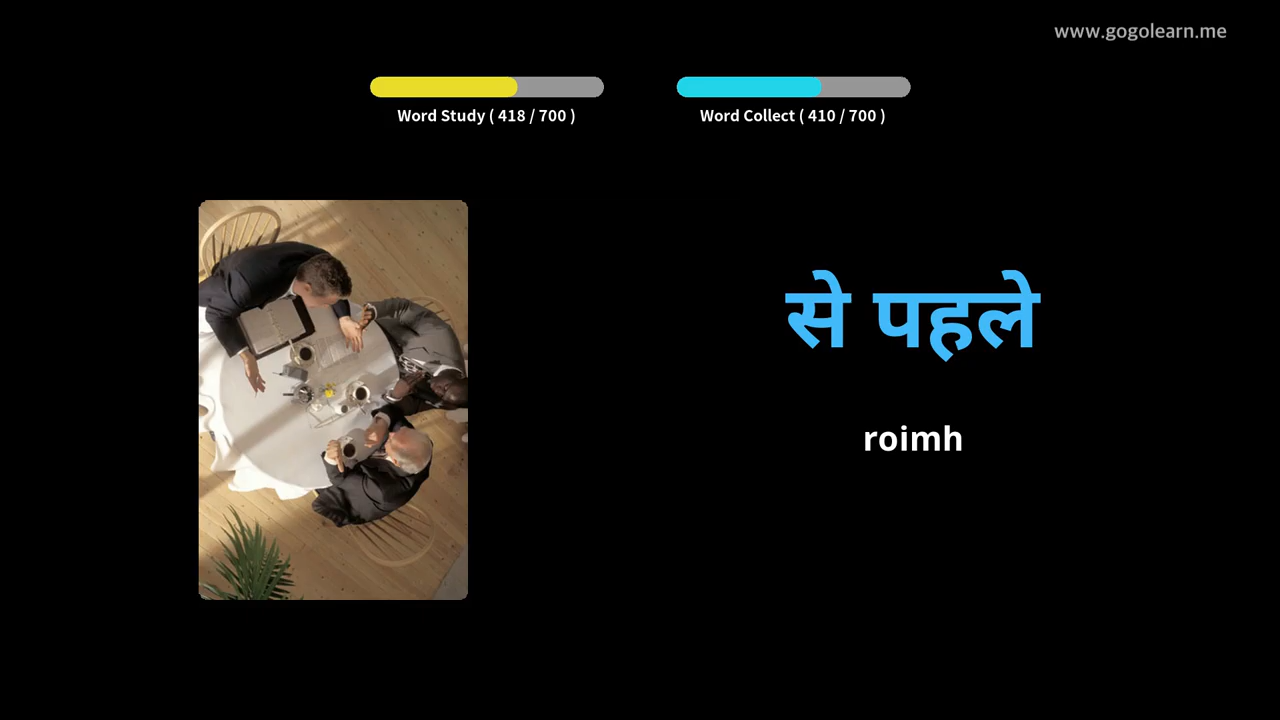 www.gogolearn.me
Word Study ( 418 / 700 )
Word Collect ( 410 / 700 )
से पहले
roimh